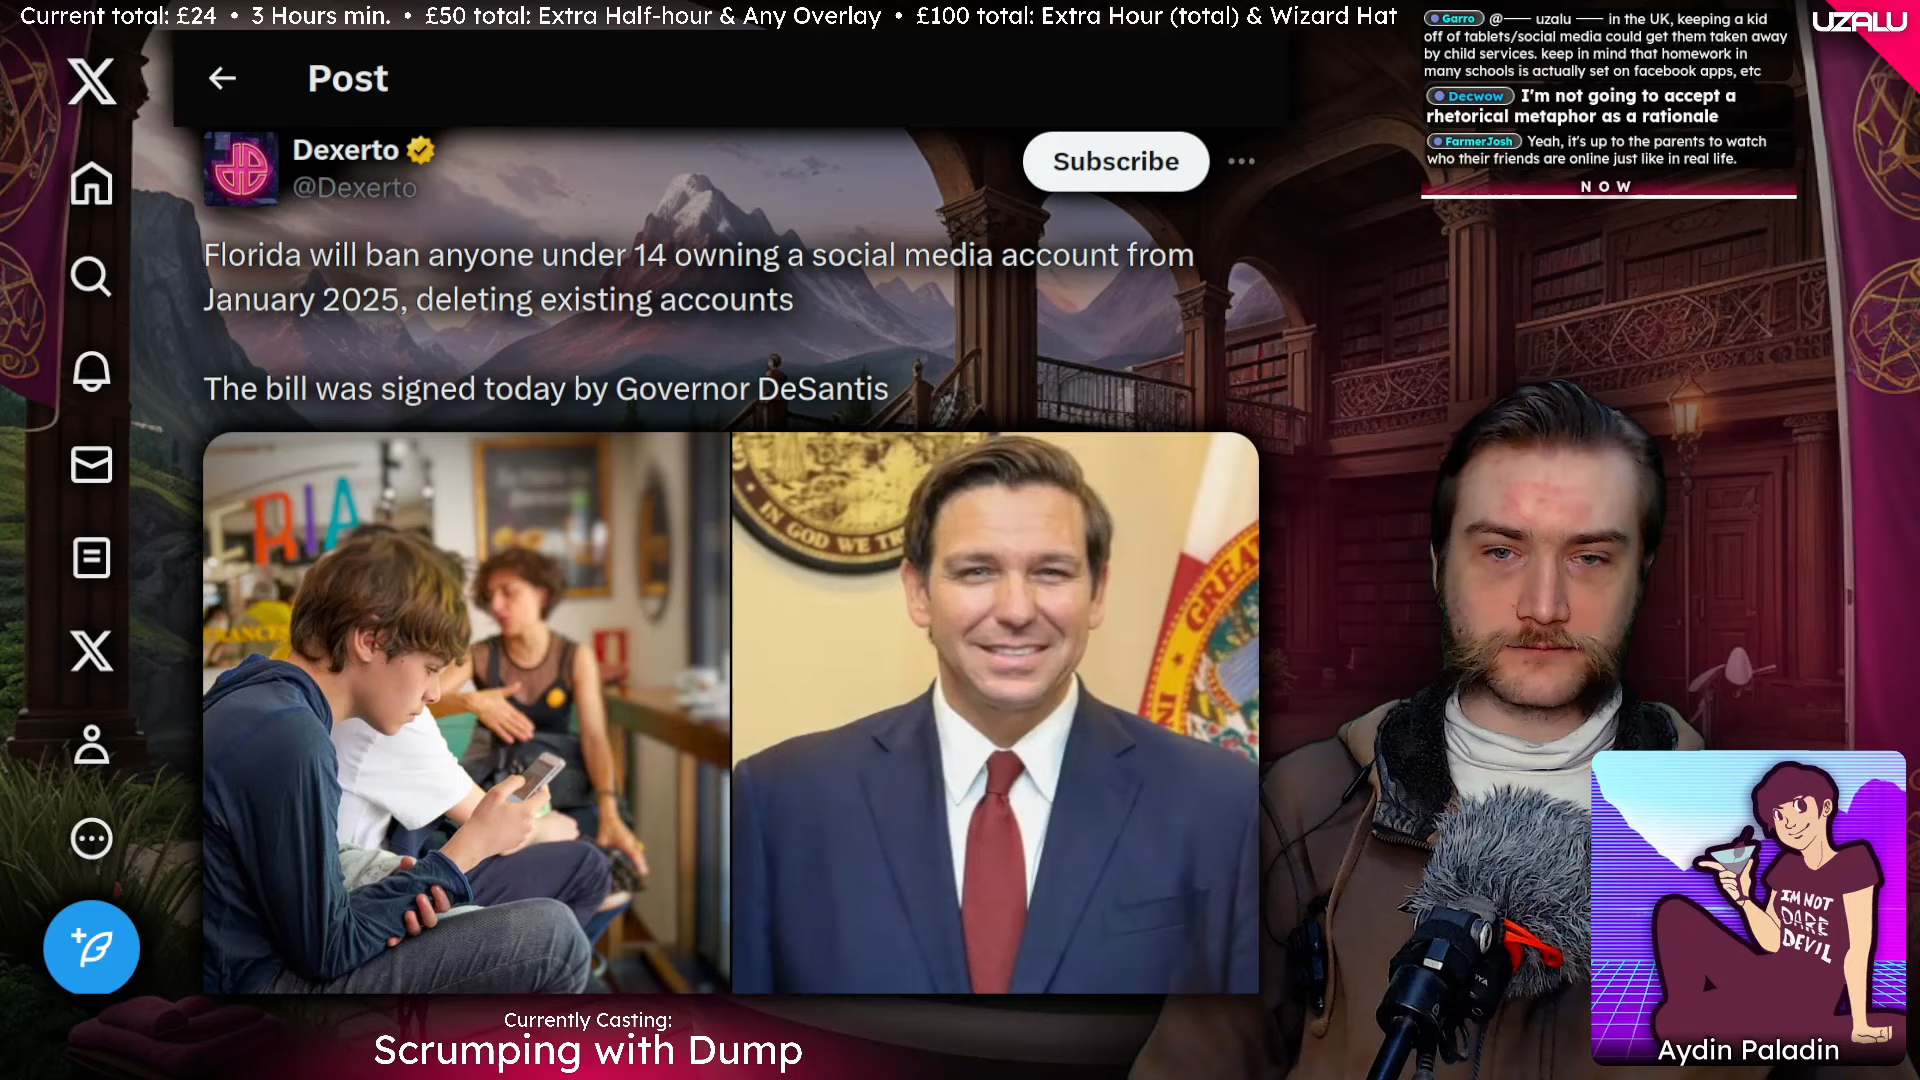 Current total: £24 • 3 Hours min. • £50 total: Extra Half-hour & Any Overlay • £100 total: Extra Hour (total) & Wizard Hat
Garro @—— uzalu —— in the UK, keeping a kid
off of tablets/social media could get them taken away
by child services. keep in mind that homework in
many schools is actually set on facebook apps, etc
Decwow I'm not going to accept a
rhetorical metaphor as a rationale
FarmerJosh Yeah, it's up to the parents to watch
who their friends are online just like in real life.
NOW
UZALU
Post
Dexerto
@Dexerto
Subscribe
Florida will ban anyone under 14 owning a social media account from
January 2025, deleting existing accounts
The bill was signed today by Governor DeSantis
RIA
FRANCE
IN GOD WE TR
GREA
NI
IM NOT
DARE
DEVIL
Aydin Paladin
Currently Casting:
Scrumping with Dump